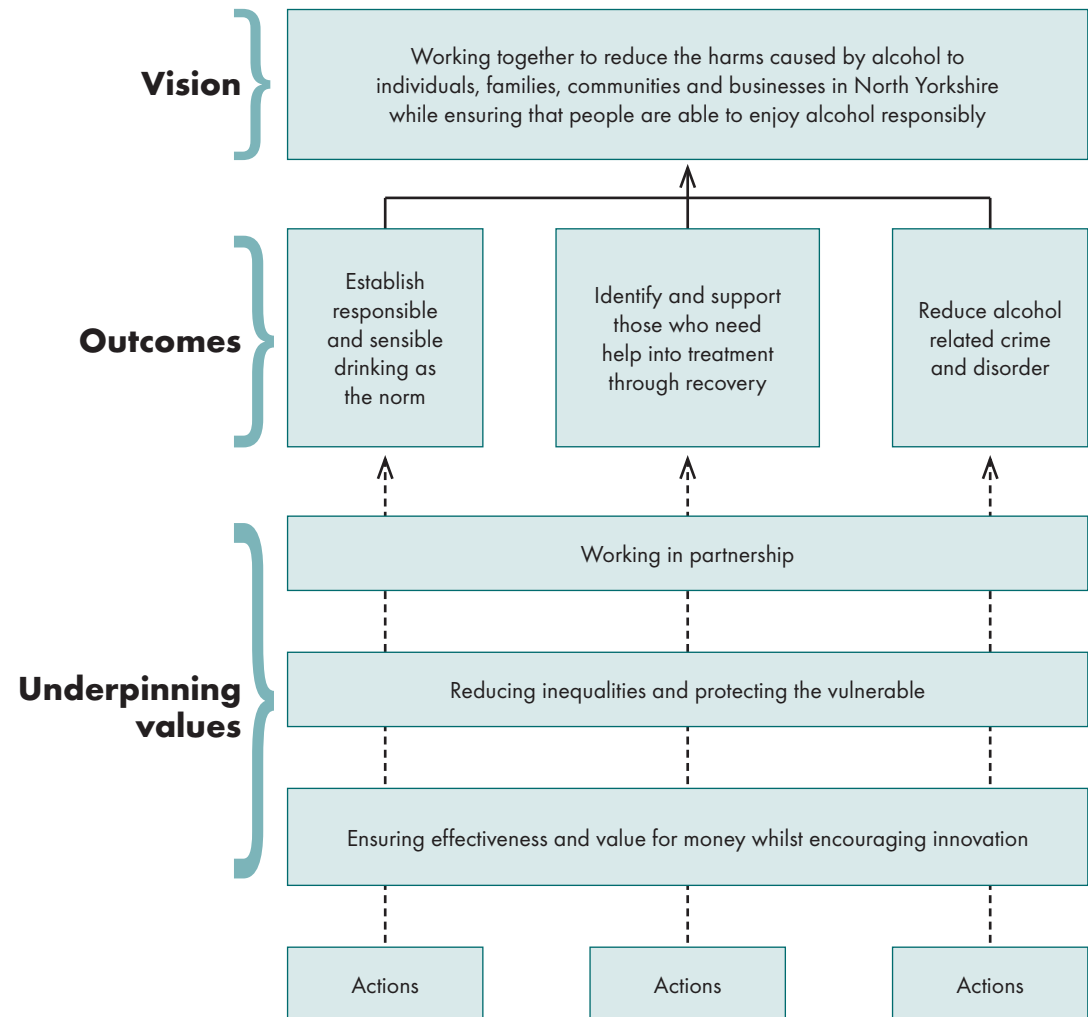 Vision
Working together to reduce the harms caused by alcohol to
individuals, families, communities and businesses in North Yorkshire
while ensuring that people are able to enjoy alcohol responsibly
Outcomes
Establish
responsible
and sensible
drinking as
the norm
Identify and support
those who need
help into treatment
through recovery
Reduce alcohol
related crime
and disorder
Underpinning
values
Working in partnership
Reducing inequalities and protecting the vulnerable
Ensuring effectiveness and value for money whilst encouraging innovation
Actions
Actions
Actions